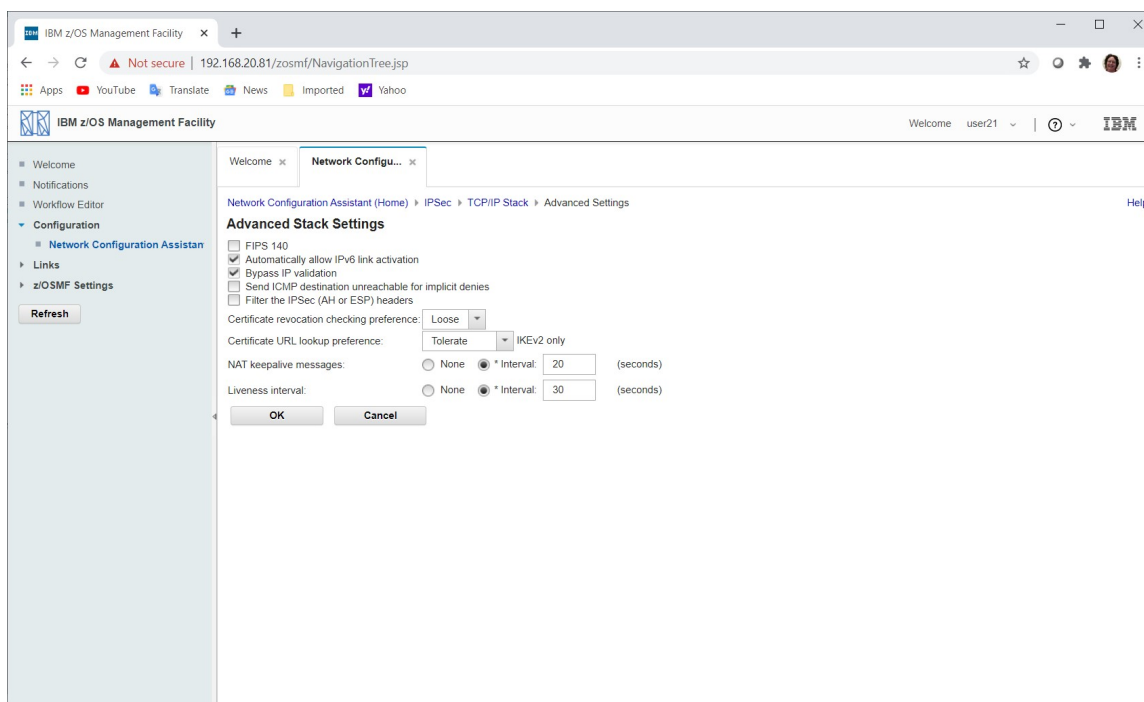 IBM z/OS Management Facility
Not secure | 192.168.20.81/zosmf/NavigationTree.jsp
Apps YouTube Translate News Imported Yahoo
IBM z/OS Management Facility Welcome user21 IBM
Welcome
Notifications
Workflow Editor
Configuration
Network Configuration Assistan
Links
z/OSMF Settings
Refresh
Welcome Network Configu...
Network Configuration Assistant (Home) IPSec TCP/IP Stack Advanced Settings Help
Advanced Stack Settings
FIPS 140
Automatically allow IPv6 link activation
Bypass IP validation
Send ICMP destination unreachable for implicit denies
Filter the IPSec (AH or ESP) headers
Certificate revocation checking preference: Loose
Certificate URL lookup preference: Tolerate IKEv2 only
NAT keepalive messages: None * Interval: 20 (seconds)
Liveness interval: None * Interval: 30 (seconds)
OK Cancel